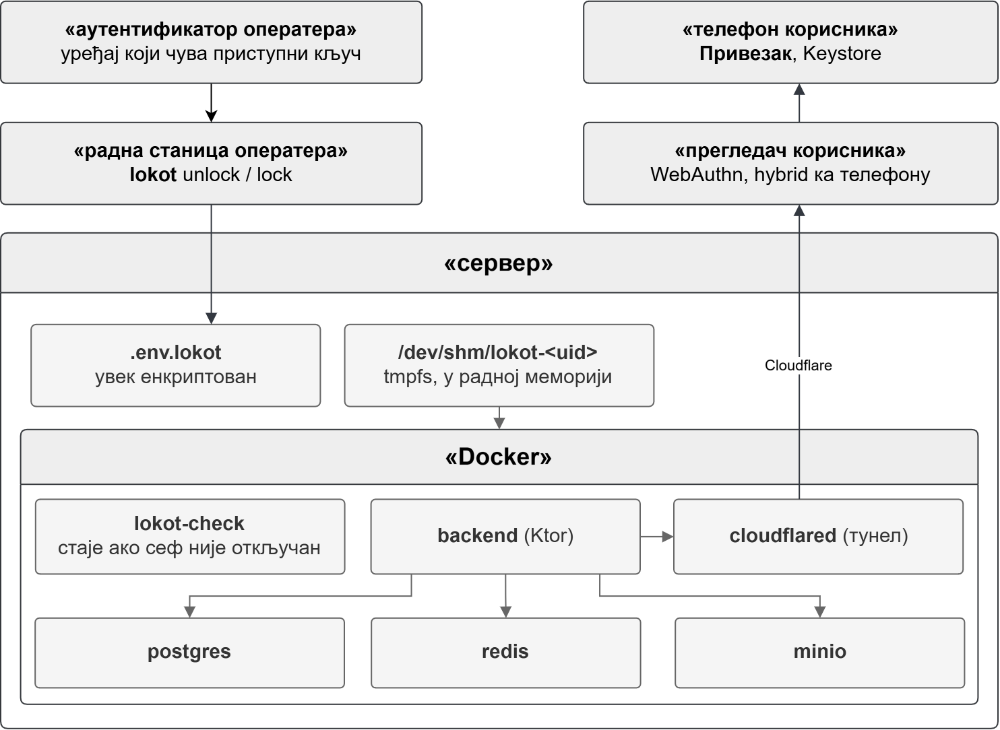 «аутентификатор оператера»
уређај који чува приступни кључ
«телефон корисника»
Привезак, Keystore
«радна станица оператера»
lokot unlock / lock
«прегледач корисника»
WebAuthn, hybrid ка телефону
«сервер»
.env.lokot
увек енкриптован
/dev/shm/lokot-<uid>
tmpfs, у радној меморији
Cloudflare
«Docker»
lokot-check
стаје ако сеф није откључан
backend (Ktor)
cloudflared (тунел)
postgres
redis
minio